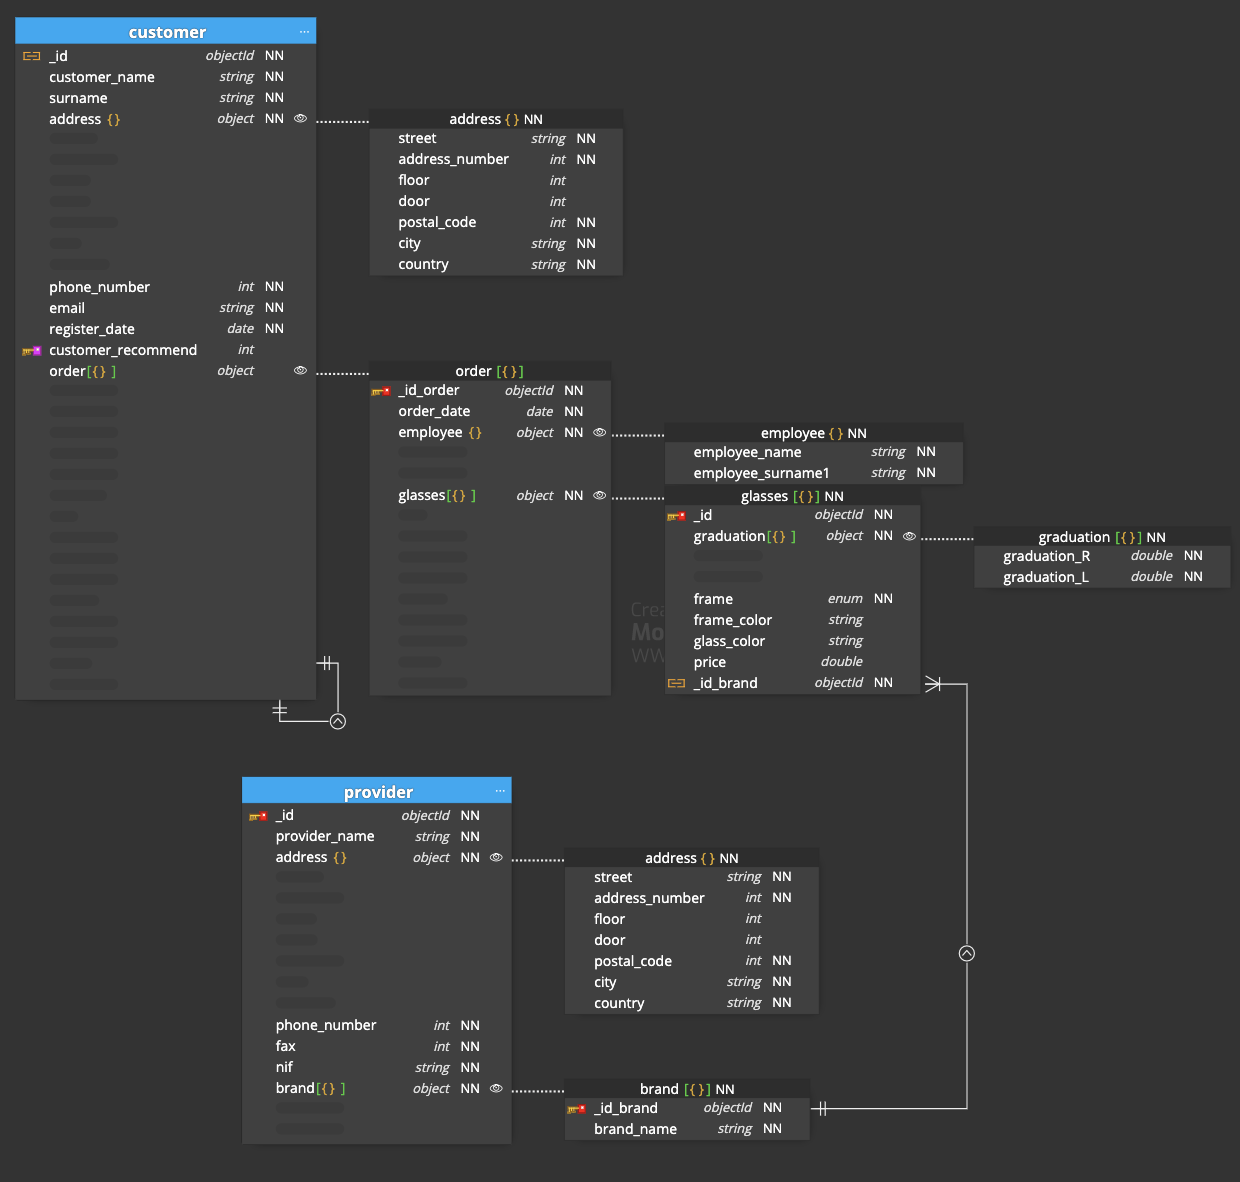 customer ...
_id objectId NN
customer_name string NN
surname string NN
address {} object NN
phone_number int NN
email string NN
register_date date NN
customer_recommend int
order[{} ] object
address {} NN
street string NN
address_number int NN
floor int
door int
postal_code int NN
city string NN
country string NN
order [{}]
_id_order objectId NN
order_date date NN
employee {} object NN
glasses[{} ] object NN
employee {} NN
employee_name string NN
employee_surname1 string NN
glasses [{}] NN
_id objectId NN
graduation[{} ] object NN
frame enum NN
frame_color string
glass_color string
price double
_id_brand objectId NN
graduation [{}] NN
graduation_R double NN
graduation_L double NN
provider ...
_id objectId NN
provider_name string NN
address {} object NN
phone_number int NN
fax int NN
nif string NN
brand[{} ] object NN
address {} NN
street string NN
address_number int NN
floor int
door int
postal_code int NN
city string NN
country string NN
brand [{}] NN
_id_brand objectId NN
brand_name string NN